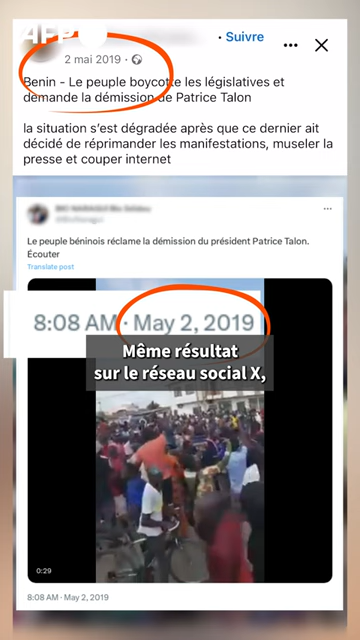 AFP
Suivre
2 mai 2019 ·
Benin - Le peuple boycotte les législatives et
demande la démission de Patrice Talon
la situation s'est dégradée après que ce dernier ait
décidé de réprimander les manifestations, museler la
presse et couper internet
Le peuple béninois réclame la démission du président Patrice Talon.
Écouter
Translate post
8:08 AM · May 2, 2019
Même résultat
sur le réseau social X,
0:29
8:08 AM · May 2, 2019